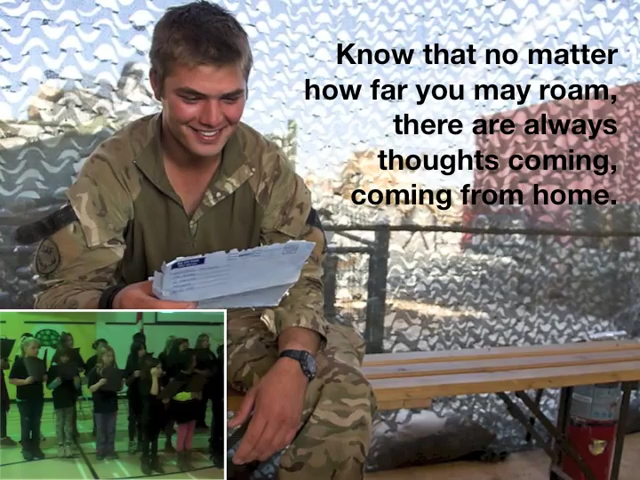 Know that no matter
how far you may roam,
there are always
thoughts coming,
coming from home.